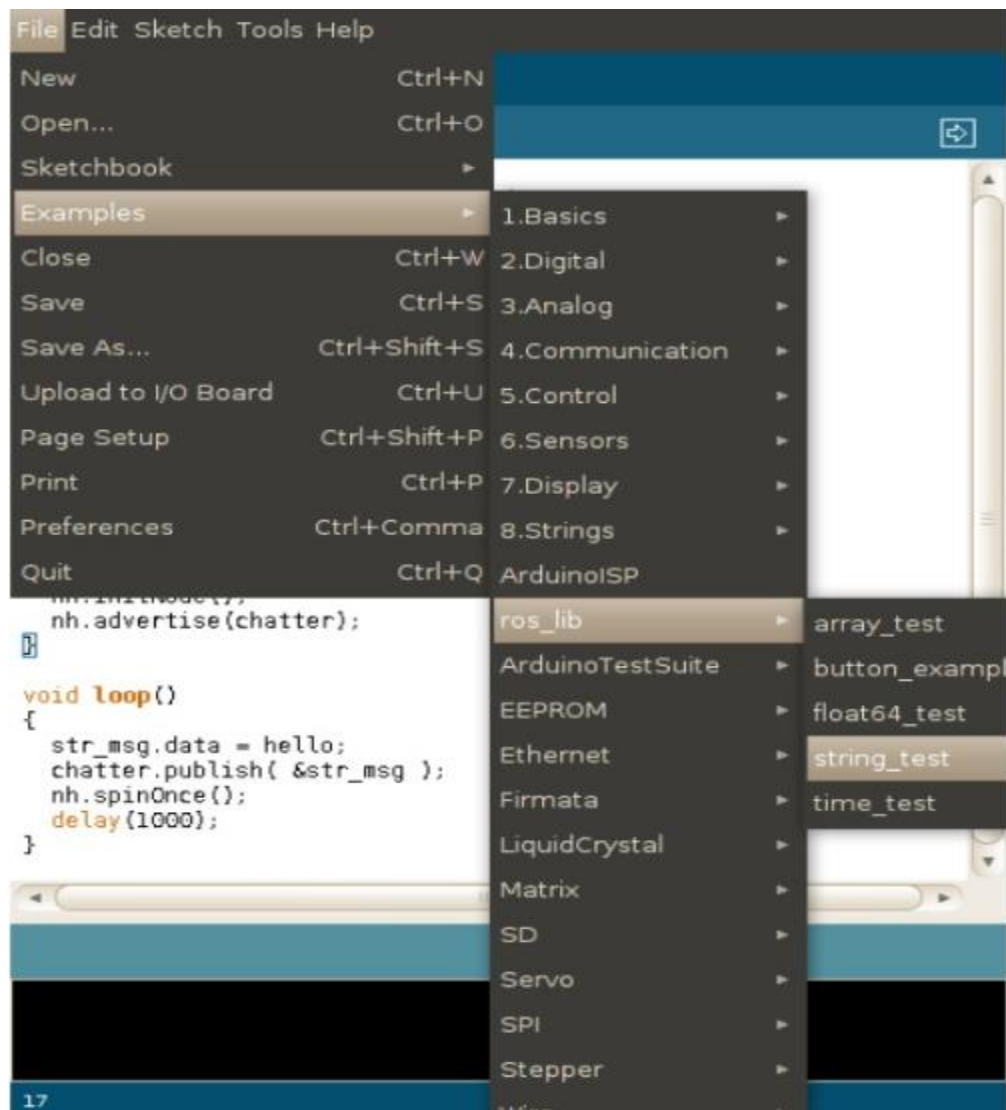 File Edit Sketch Tools Help
New Ctrl+N
Open... Ctrl+O
Sketchbook
Examples
Close Ctrl+W
Save Ctrl+S
Save As... Ctrl+Shift+S
Upload to I/O Board Ctrl+U
Page Setup Ctrl+Shift+P
Print Ctrl+P
Preferences Ctrl+Comma
Quit Ctrl+Q
1.Basics
2.Digital
3.Analog
4.Communication
5.Control
6.Sensors
7.Display
8.Strings
ArduinoISP
ros_lib
ArduinoTestSuite
EEPROM
Ethernet
Firmata
LiquidCrystal
Matrix
SD
Servo
SPI
Stepper
array_test
button_exampl
float64_test
string_test
time_test
nh.advertise(chatter);
}
void loop()
{
str_msg.data = hello;
chatter.publish( &str_msg );
nh.spinOnce();
delay(1000);
}
17